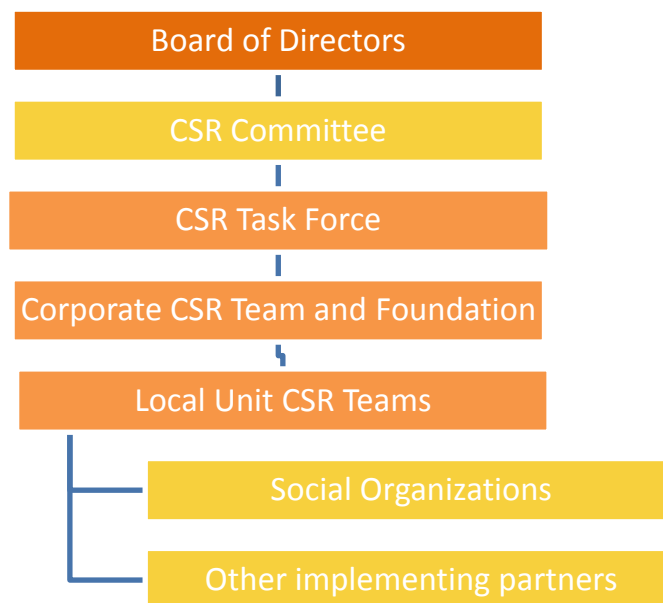 Board of Directors
CSR Committee
CSR Task Force
Corporate CSR Team and Foundation
Local Unit CSR Teams
Social Organizations
Other implementing partners